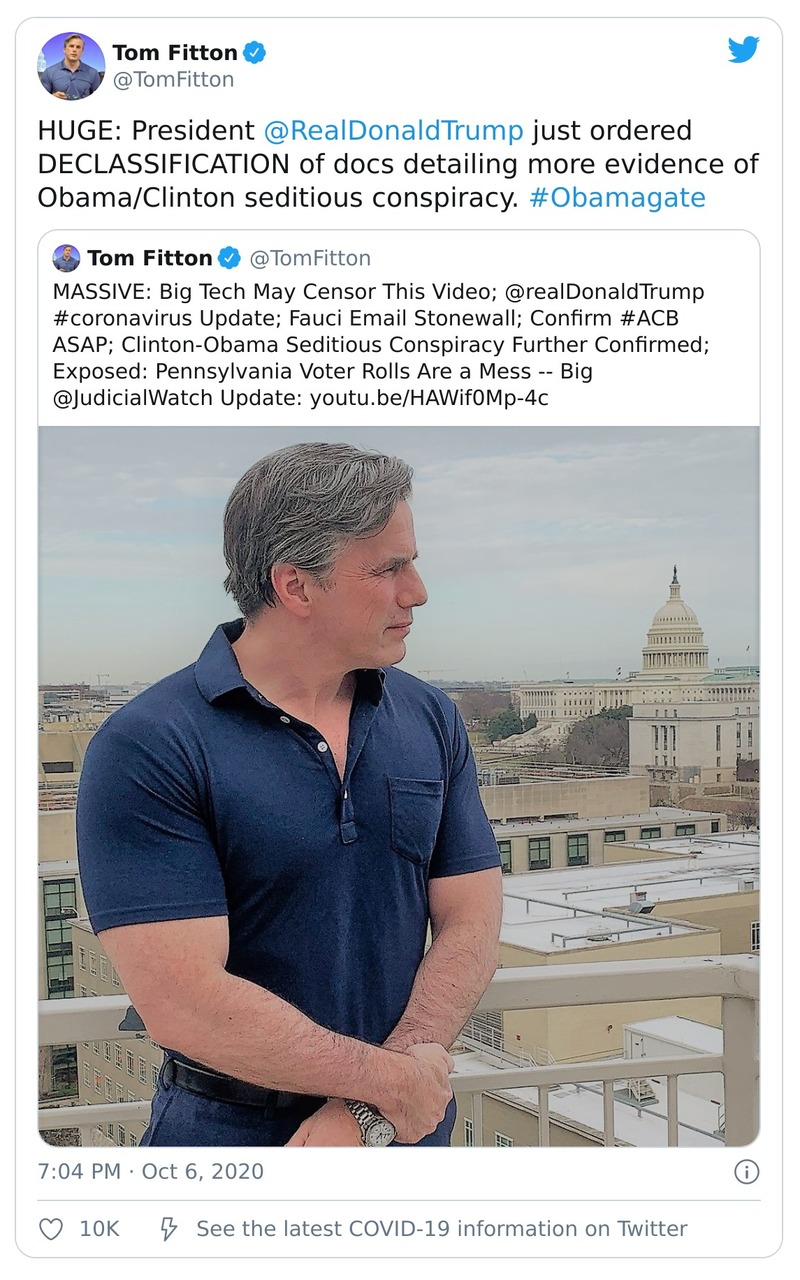 Tom Fitton
@TomFitton
HUGE: President @RealDonaldTrump just ordered
DECLASSIFICATION of docs detailing more evidence of
Obama/Clinton seditious conspiracy. #Obamagate
Tom Fitton @TomFitton
MASSIVE: Big Tech May Censor This Video; @realDonaldTrump
#coronavirus Update; Fauci Email Stonewall; Confirm #ACB
ASAP; Clinton-Obama Seditious Conspiracy Further Confirmed;
Exposed: Pennsylvania Voter Rolls Are a Mess -- Big
@JudicialWatch Update: youtu.be/HAWif0Mp-4c
7:04 PM · Oct 6, 2020
10K See the latest COVID-19 information on Twitter